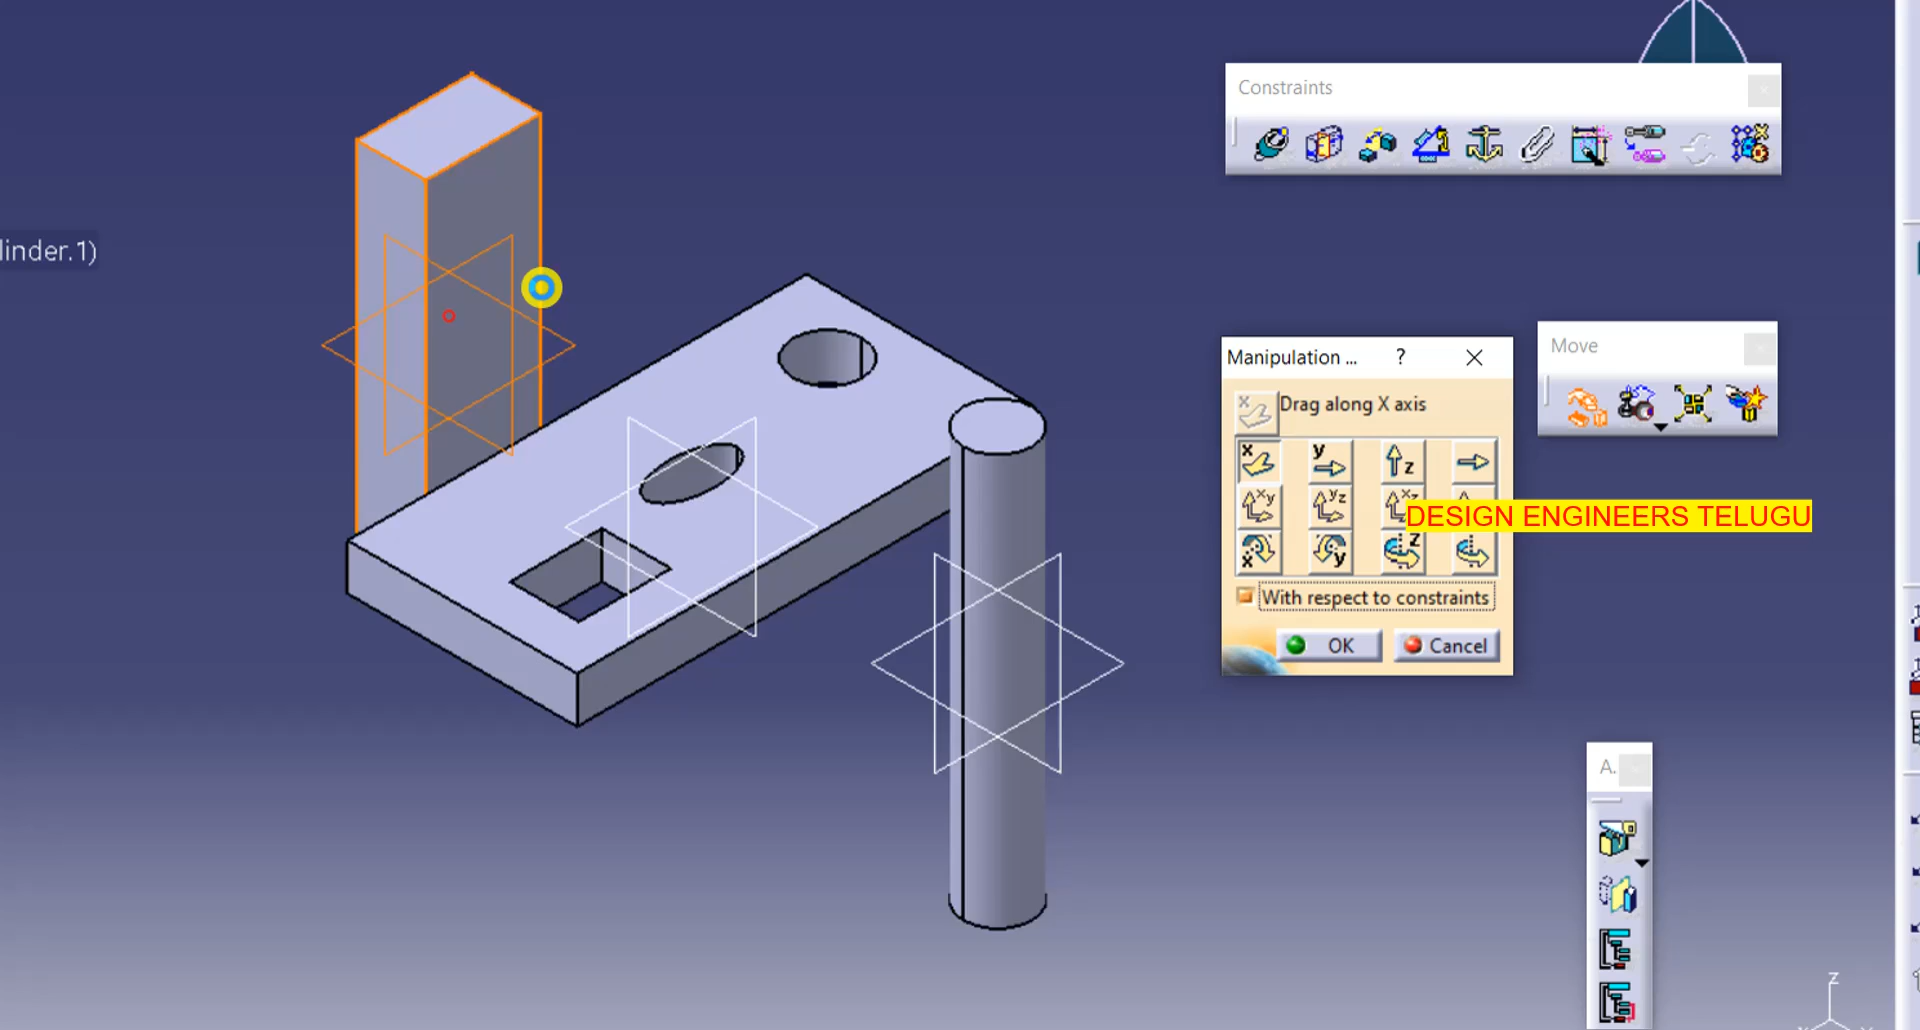 Constraints
linder.1)
Move
Manipulation ... ?
Drag along X axis
DESIGN ENGINEERS TELUGU
With respect to constraints
OK Cancel
A.
z